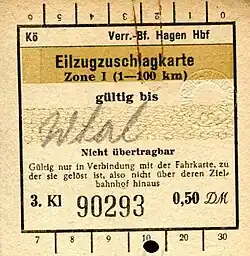 0 1 2 3 4 5 6
Kö Verr.-Bf. Hagen Hbf
Eilzugzuschlagkarte
Zone I (1—100 km)
gültig bis
Nicht übertragbar
Gültig nur in Verbindung mit der Fahrkarte, zu
der sie gelöst ist, also nicht über deren Ziel-
bahnhof hinaus
3. Kl 90293 0,50 DM
7 8 9 10 20 30